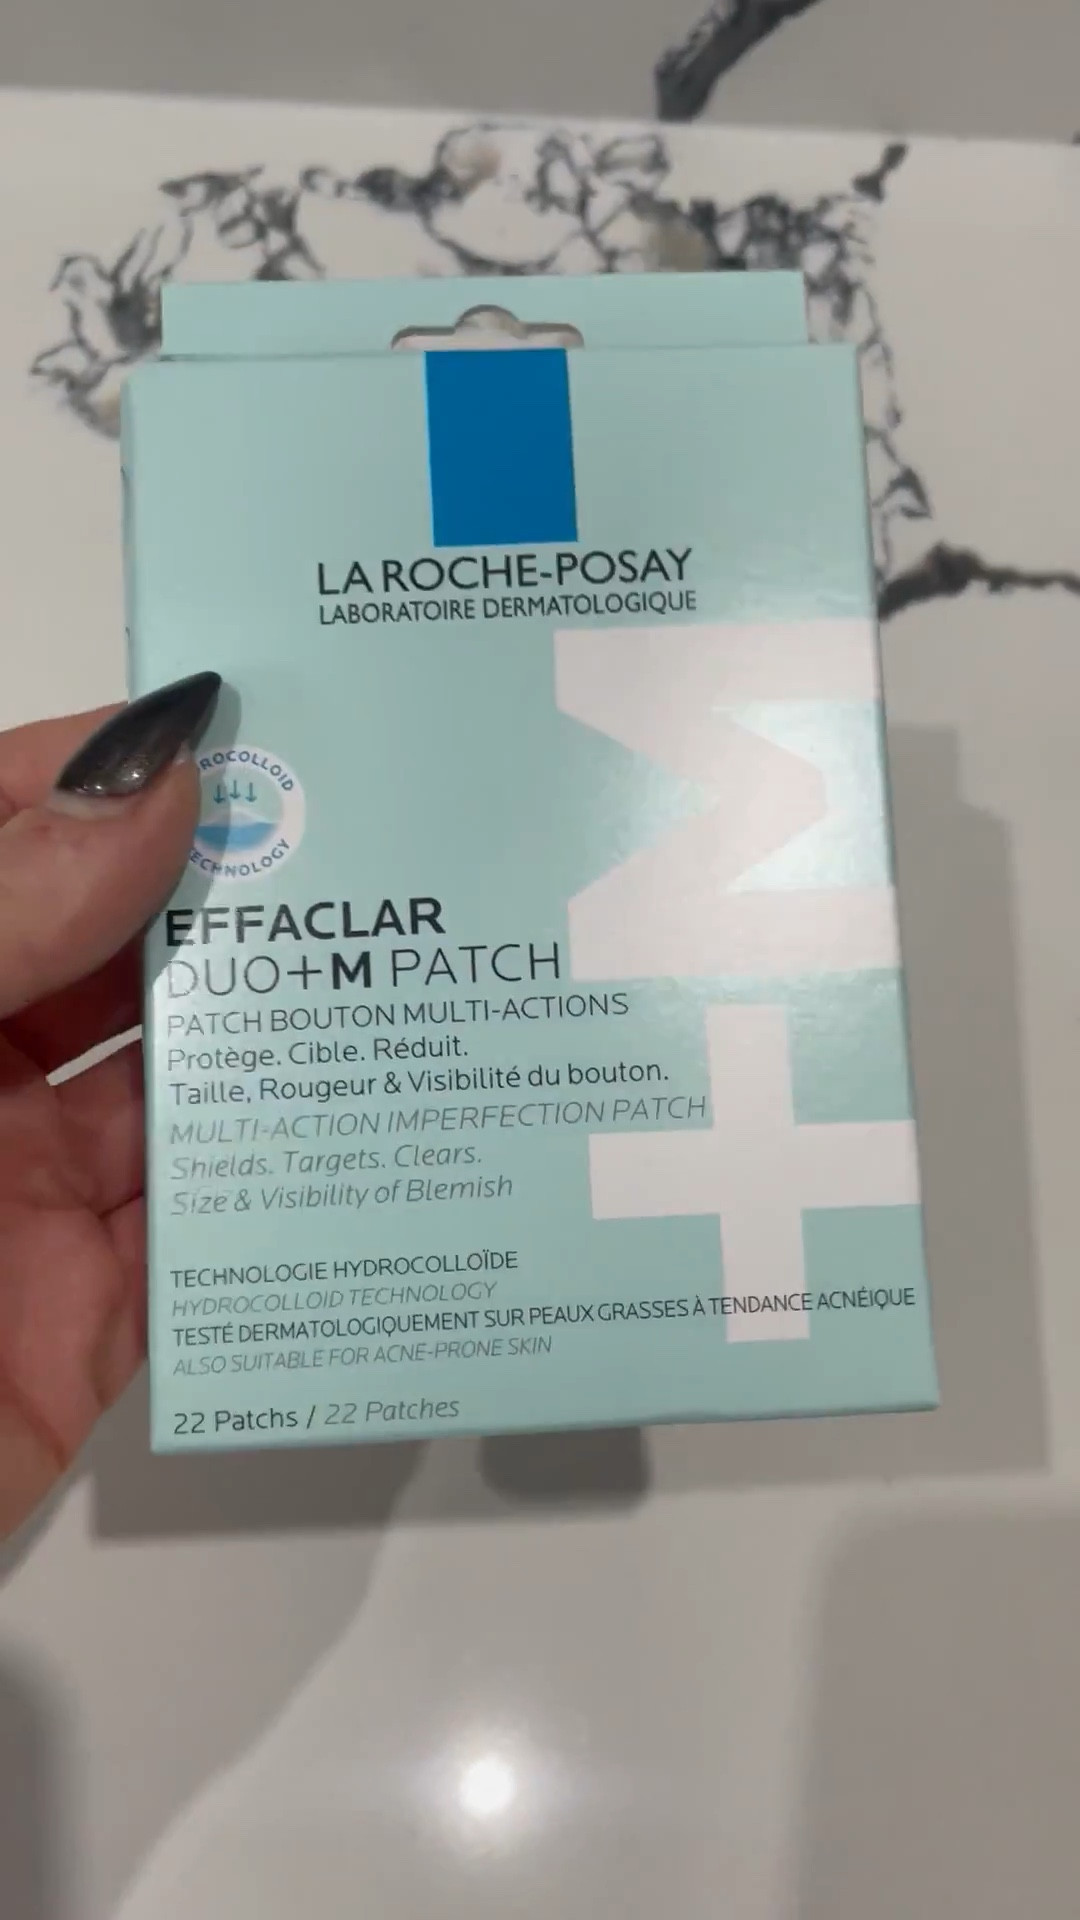 LA ROCHE-POSAY
LABORATOIRE DERMATOLOGIQUE
TECHNOLOGY
EFFACLAR
DUO+M PATCH
PATCH BOUTON MULTI-ACTIONS
Protège. Cible. Réduit.
Taille, Rougeur & Visibilité du bouton.
MULTI-ACTION IMPERFECTION PATCH
Shields. Targets. Clears.
Size & Visibility of Blemish
TECHNOLOGIE HYDROCOLLOÏDE
HYDROCOLLOID TECHNOLOGY
TESTÉ DERMATOLOGIQUEMENT SUR PEAUX GRASSES À TENDANCE ACNÉIQUE
ALSO SUITABLE FOR ACNE-PRONE SKIN
22 Patchs / 22 Patches
M+